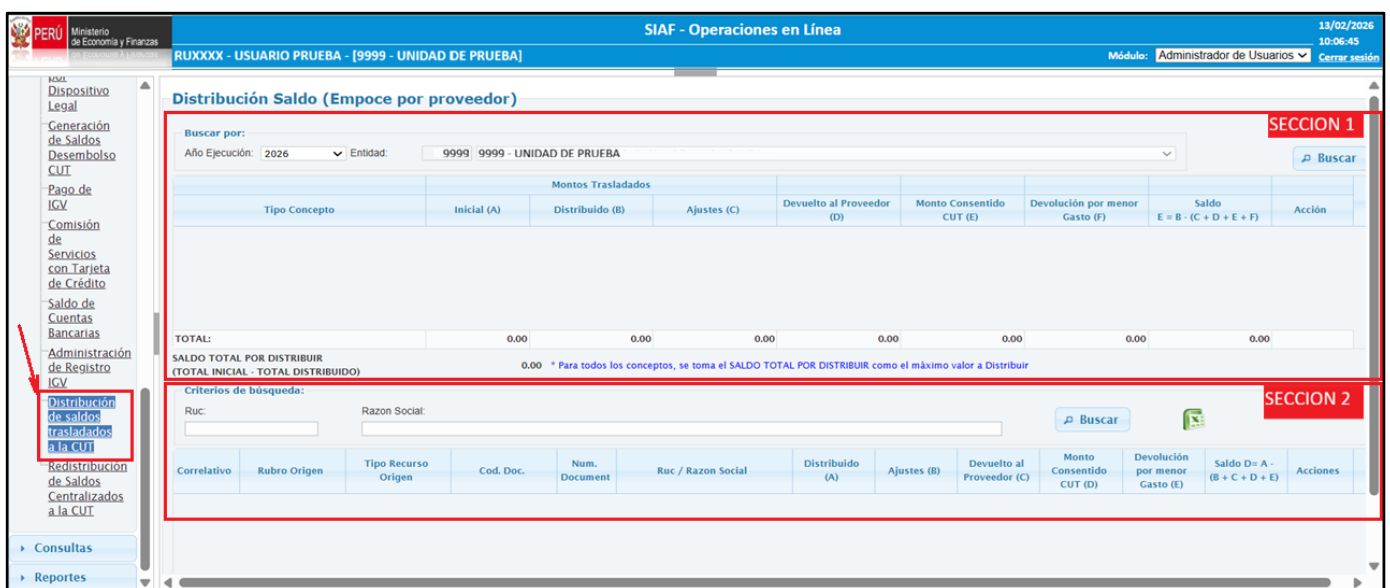 PERÚ Ministerio
de Economía y Finanzas
SIAF - Operaciones en Línea
13/02/2026
10:06:45
RUXXXX - USUARIO PRUEBA - [9999 - UNIDAD DE PRUEBA]
Módulo: Administrador de Usuarios
Cerrar sesión
por
Dispositivo
Legal
Generación
de Saldos
Desembolso
CUT
Pago de
IGV
Comisión
de
Servicios
con Tarjeta
de Crédito
Saldo de
Cuentas
Bancarias
Administración
de Registro
IGV
Distribución
de saldos
trasladados
a la CUT
Redistribución
de Saldos
Centralizados
a la CUT
Consultas
Reportes
Distribución Saldo (Empoce por proveedor)
SECCION 1
Buscar por:
Año Ejecución: 2026 Entidad: 9999 9999 - UNIDAD DE PRUEBA
Buscar
Montos Trasladados
Tipo Concepto Inicial (A) Distribuido (B) Ajustes (C) Devuelto al Proveedor (D) Monto Consentido CUT (E) Devolución por menor Gasto (F) Saldo E = B - (C + D + E + F) Acción
TOTAL: 0.00 0.00 0.00 0.00 0.00 0.00 0.00
SALDO TOTAL POR DISTRIBUIR
(TOTAL INICIAL - TOTAL DISTRIBUIDO) 0.00 * Para todos los conceptos, se toma el SALDO TOTAL POR DISTRIBUIR como el máximo valor a Distribuir
SECCION 2
Criterios de búsqueda:
Ruc: Razon Social:
Buscar
Correlativo Rubro Origen Tipo Recurso Origen Cod. Doc. Num. Document Ruc / Razon Social Distribuido (A) Ajustes (B) Devuelto al Proveedor (C) Monto Consentido CUT (D) Devolución por menor Gasto (E) Saldo D= A - (B + C + D + E) Acciones